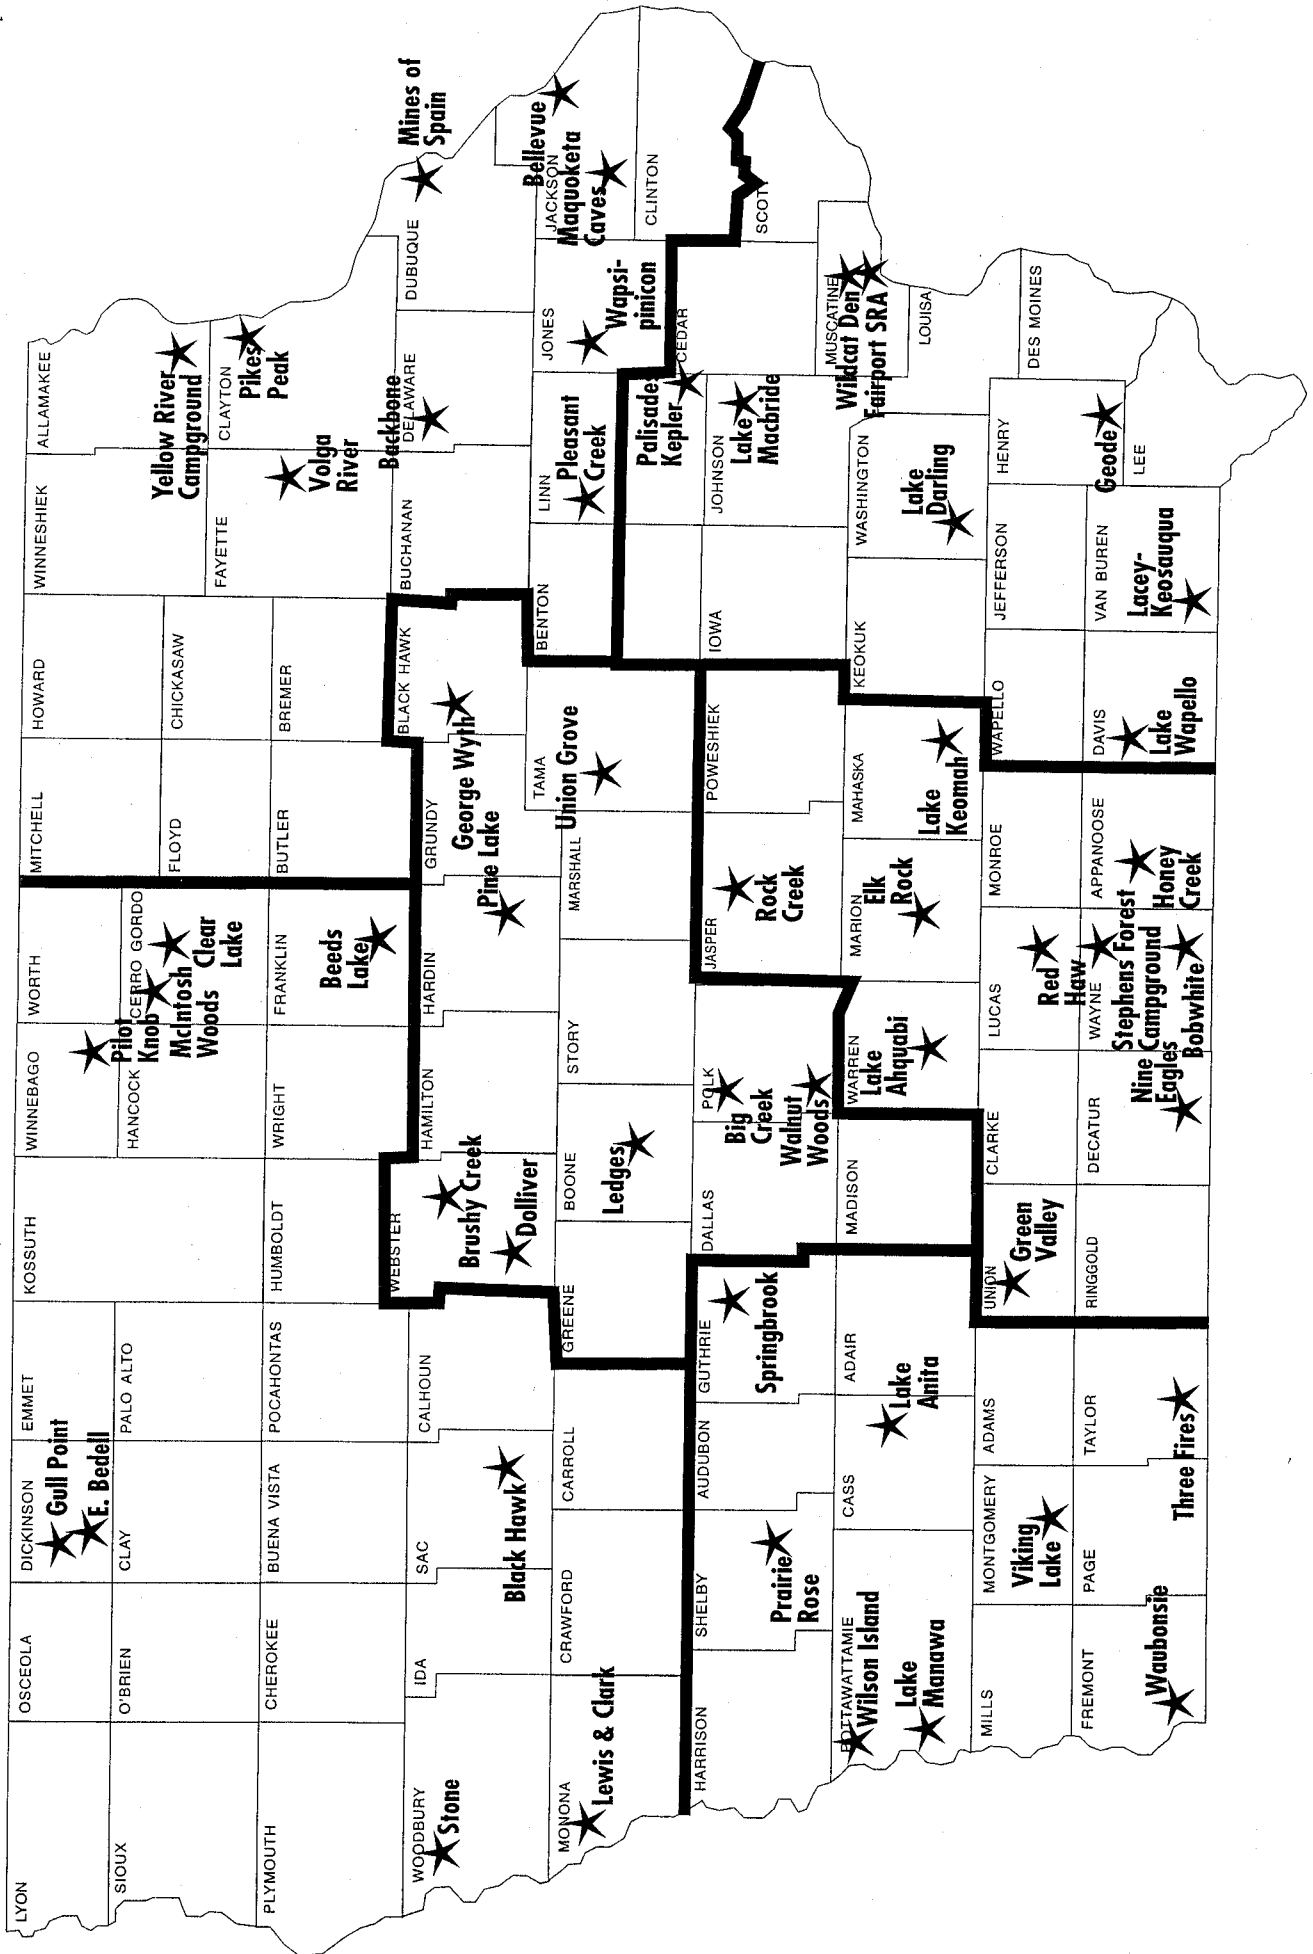 LYON
OSCEOLA
DICKINSON
EMMET
KOSSUTH
WINNEBAGO
WORTH
MITCHELL
HOWARD
WINNESHIEK
ALLAMAKEE
Gull Point
E. Bedell
Pilot
Knob
SIOUX
O'BRIEN
CLAY
PALO ALTO
HANCOCK
CERRO GORDO
McIntosh
Woods
Clear
Lake
FLOYD
CHICKASAW
Yellow River
Campground
PLYMOUTH
CHEROKEE
BUENA VISTA
POCAHONTAS
HUMBOLDT
WRIGHT
FRANKLIN
Beeds
Lake
BUTLER
BREMER
FAYETTE
Volga
River
CLAYTON
Pikes
Peak
WOODBURY
Stone
IDA
SAC
Black Hawk
CALHOUN
WEBSTER
Brushy Creek
Dolliver
HAMILTON
HARDIN
Pine Lake
GRUNDY
George Wyth
BLACK HAWK
BUCHANAN
Backbone
DELAWARE
DUBUQUE
Mines of
Spain
MONONA
Lewis & Clark
CRAWFORD
CARROLL
GREENE
BOONE
Ledges
STORY
MARSHALL
TAMA
Union Grove
BENTON
LINN
Pleasant
Creek
JONES
Wapsi-
pinicon
Bellevue
JACKSON
Maquoketa
Caves
CLINTON
HARRISON
SHELBY
Prairie
Rose
AUDUBON
GUTHRIE
Springbrook
DALLAS
POLK
Big
Creek
Walnut
Woods
JASPER
Rock
Creek
POWESHIEK
IOWA
JOHNSON
Lake
Macbride
Palisades
Kepler
CEDAR
SCOTT
POTTAWATTAMIE
Wilson Island
Lake
Manawa
CASS
Lake
Anita
ADAIR
MADISON
WARREN
Lake
Ahquabi
MARION
Elk
Rock
MAHASKA
Lake
Keomah
KEOKUK
WASHINGTON
Lake
Darling
MUSCATINE
Wildcat Den
Fairport SRA
LOUISA
MILLS
MONTGOMERY
Viking
Lake
ADAMS
UNION
Green
Valley
CLARKE
LUCAS
Red
Haw
MONROE
WAPELLO
JEFFERSON
HENRY
Geode
DES MOINES
FREMONT
Waubonsie
PAGE
TAYLOR
Three Fires
RINGGOLD
DECATUR
Nine
Eagles
WAYNE
Stephens Forest
Campground
Bobwhite
APPANOOSE
Honey
Creek
DAVIS
Lake
Wapello
VAN BUREN
Lacey-
Keosauqua
LEE